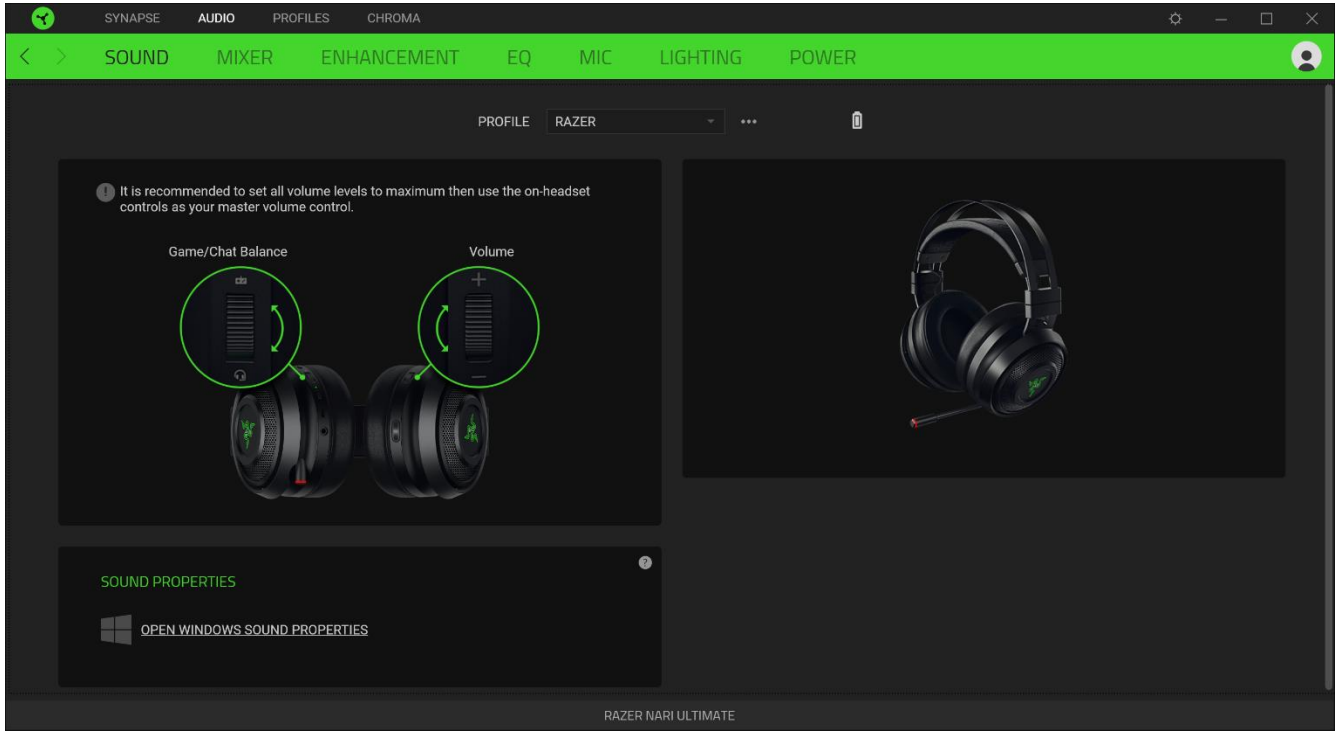 SYNAPSE AUDIO PROFILES CHROMA
SOUND MIXER ENHANCEMENT EQ MIC LIGHTING POWER
PROFILE RAZER
It is recommended to set all volume levels to maximum then use the on-headset
controls as your master volume control.
Game/Chat Balance Volume
SOUND PROPERTIES
OPEN WINDOWS SOUND PROPERTIES
RAZER NARI ULTIMATE